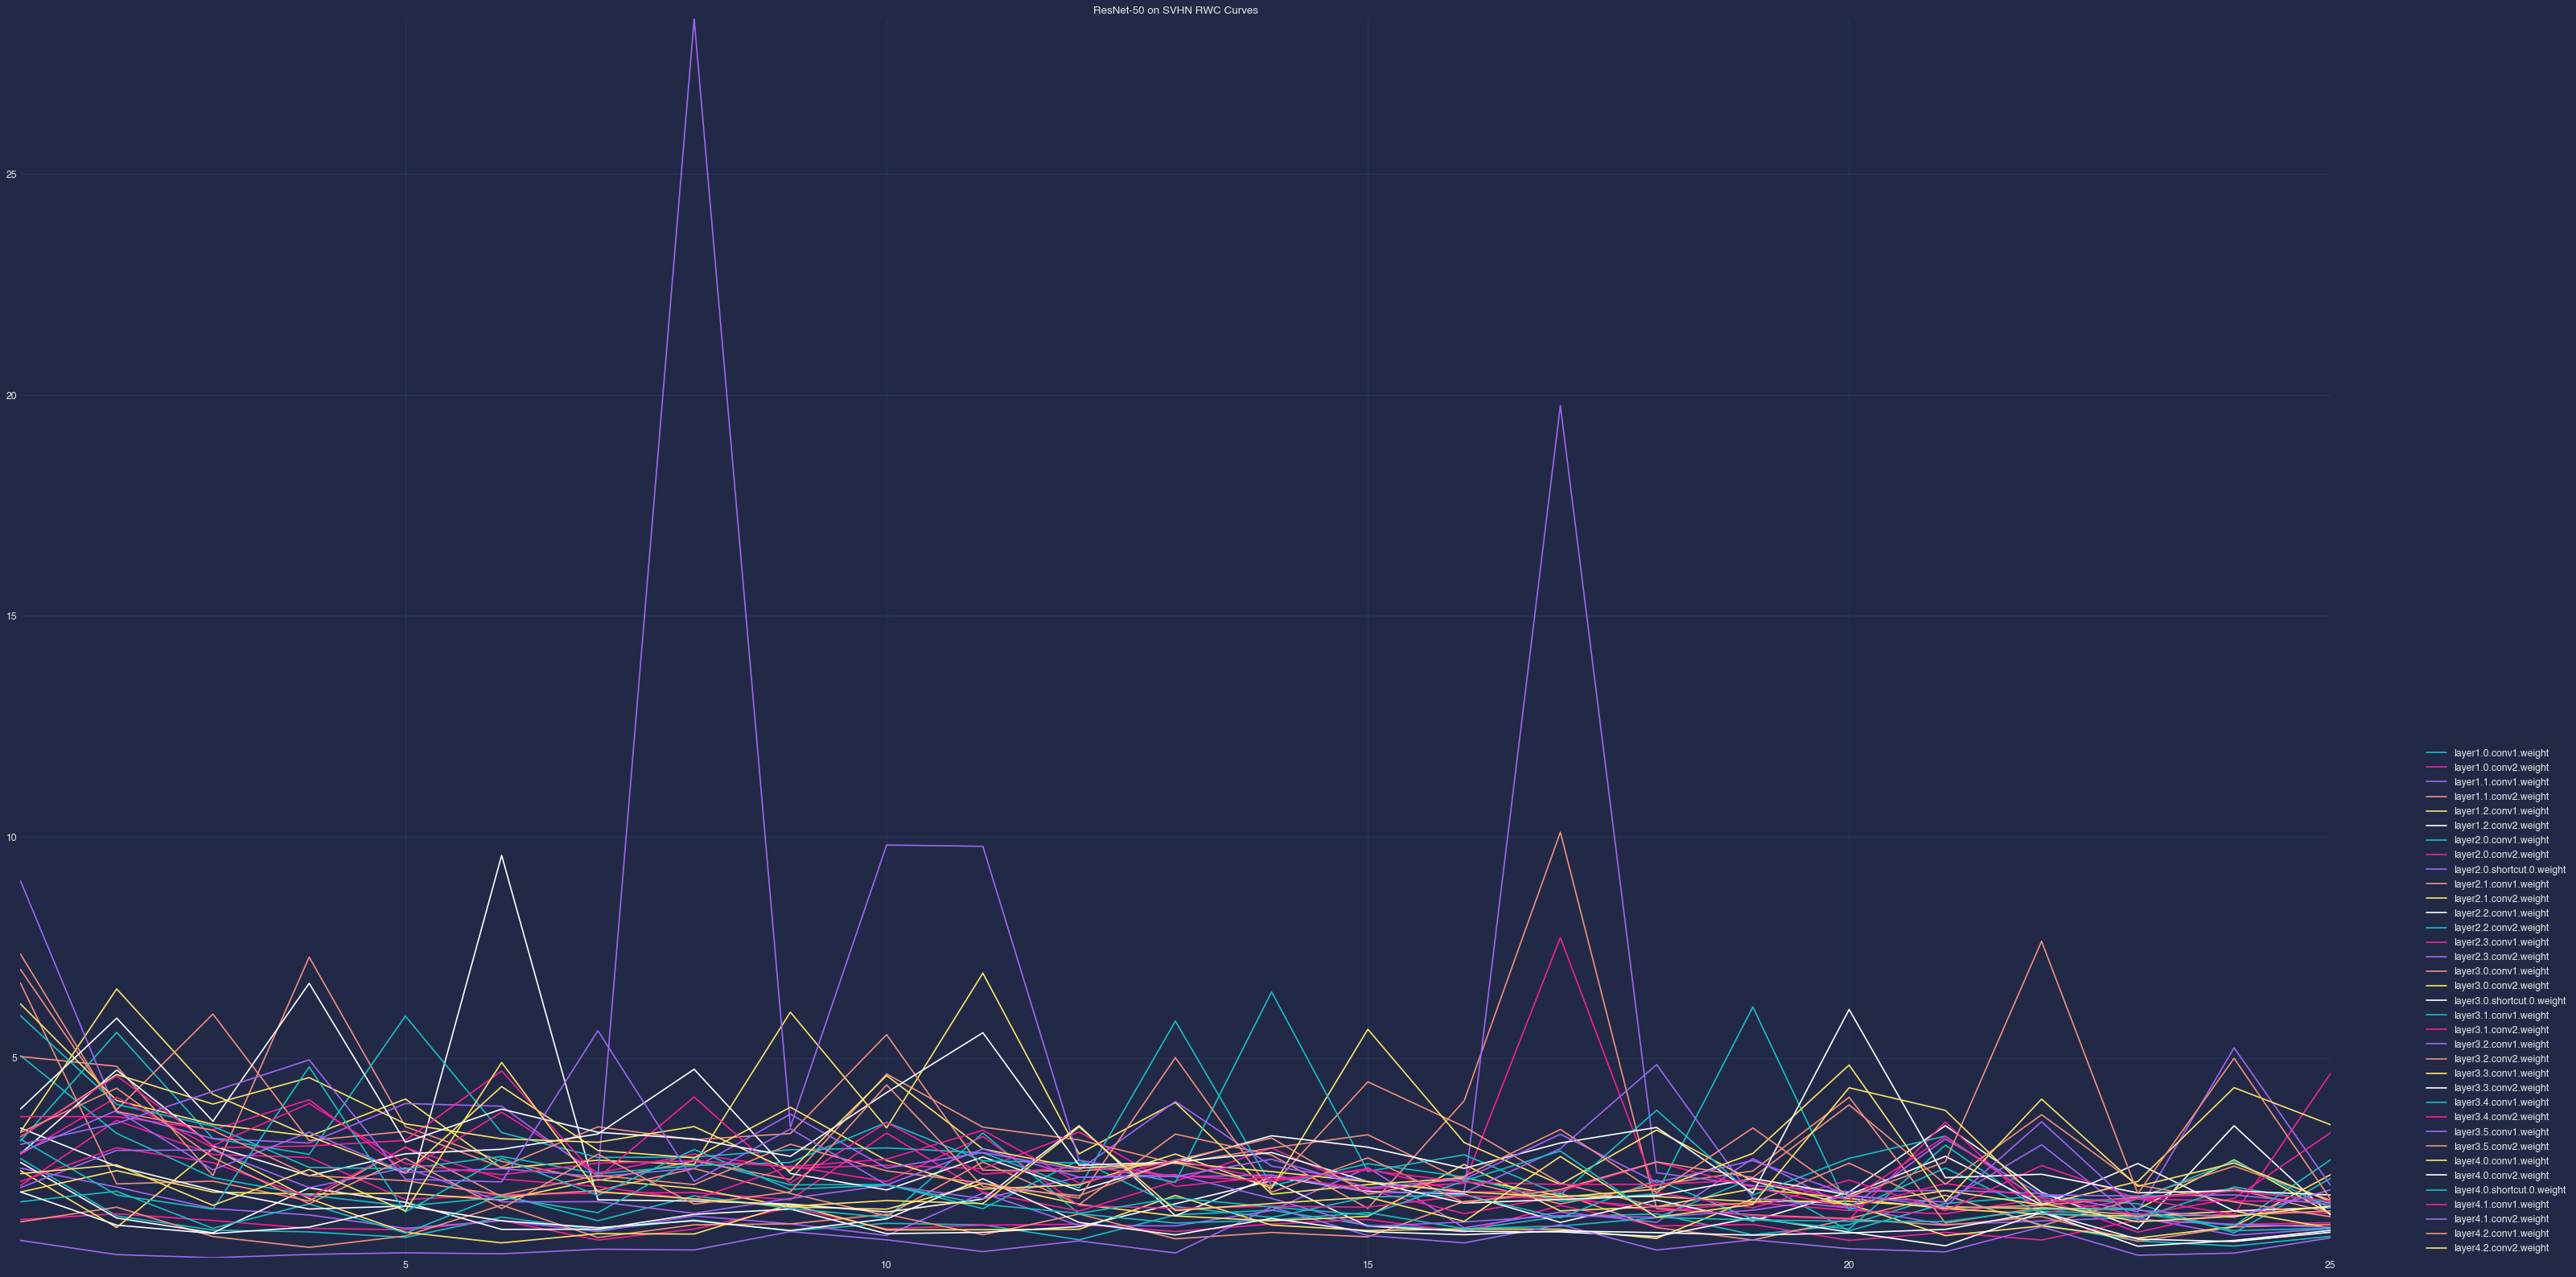 ResNet-50 on SVHN RWC Curves
25
20
15
10
5
5
10
15
20
25
layer1.0.conv1.weight
layer1.0.conv2.weight
layer1.1.conv1.weight
layer1.1.conv2.weight
layer1.2.conv1.weight
layer1.2.conv2.weight
layer2.0.conv1.weight
layer2.0.conv2.weight
layer2.0.shortcut.0.weight
layer2.1.conv1.weight
layer2.1.conv2.weight
layer2.2.conv1.weight
layer2.2.conv2.weight
layer2.3.conv1.weight
layer2.3.conv2.weight
layer3.0.conv1.weight
layer3.0.conv2.weight
layer3.0.shortcut.0.weight
layer3.1.conv1.weight
layer3.1.conv2.weight
layer3.2.conv1.weight
layer3.2.conv2.weight
layer3.3.conv1.weight
layer3.3.conv2.weight
layer3.4.conv1.weight
layer3.4.conv2.weight
layer3.5.conv1.weight
layer3.5.conv2.weight
layer4.0.conv1.weight
layer4.0.conv2.weight
layer4.0.shortcut.0.weight
layer4.1.conv1.weight
layer4.1.conv2.weight
layer4.2.conv1.weight
layer4.2.conv2.weight